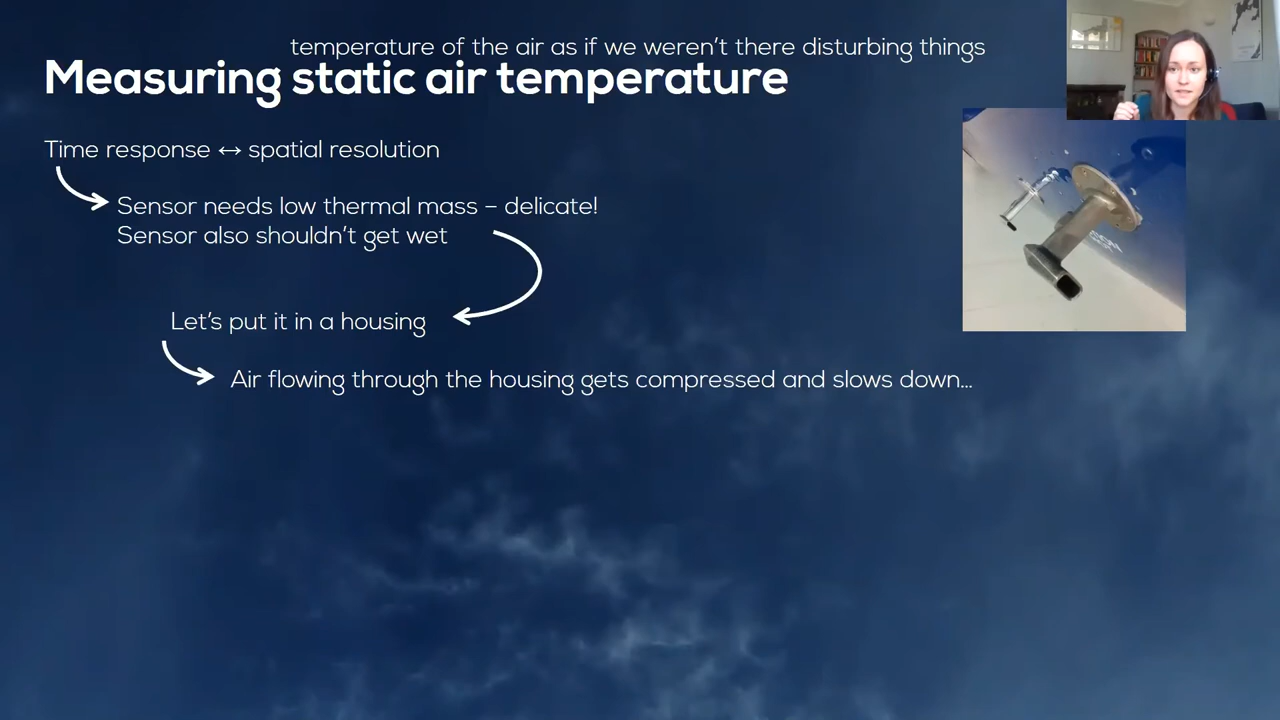 temperature of the air as if we weren't there disturbing things
Measuring static air temperature
Time response ↔ spatial resolution
Sensor needs low thermal mass – delicate!
Sensor also shouldn't get wet
Let's put it in a housing
Air flowing through the housing gets compressed and slows down...